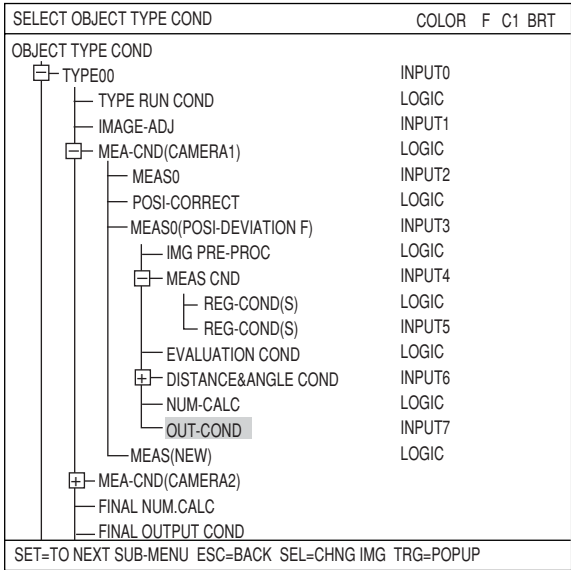 SELECT OBJECT TYPE COND COLOR F C1 BRT
OBJECT TYPE COND
TYPE00 INPUT0
TYPE RUN COND LOGIC
IMAGE-ADJ INPUT1
MEA-CND(CAMERA1) LOGIC
MEAS0 INPUT2
POSI-CORRECT LOGIC
MEAS0(POSI-DEVIATION F) INPUT3
IMG PRE-PROC LOGIC
MEAS CND INPUT4
REG-COND(S) LOGIC
REG-COND(S) INPUT5
EVALUATION COND LOGIC
DISTANCE&ANGLE COND INPUT6
NUM-CALC LOGIC
OUT-COND INPUT7
MEAS(NEW) LOGIC
MEA-CND(CAMERA2)
FINAL NUM.CALC
FINAL OUTPUT COND
SET=TO NEXT SUB-MENU ESC=BACK SEL=CHNG IMG TRG=POPUP